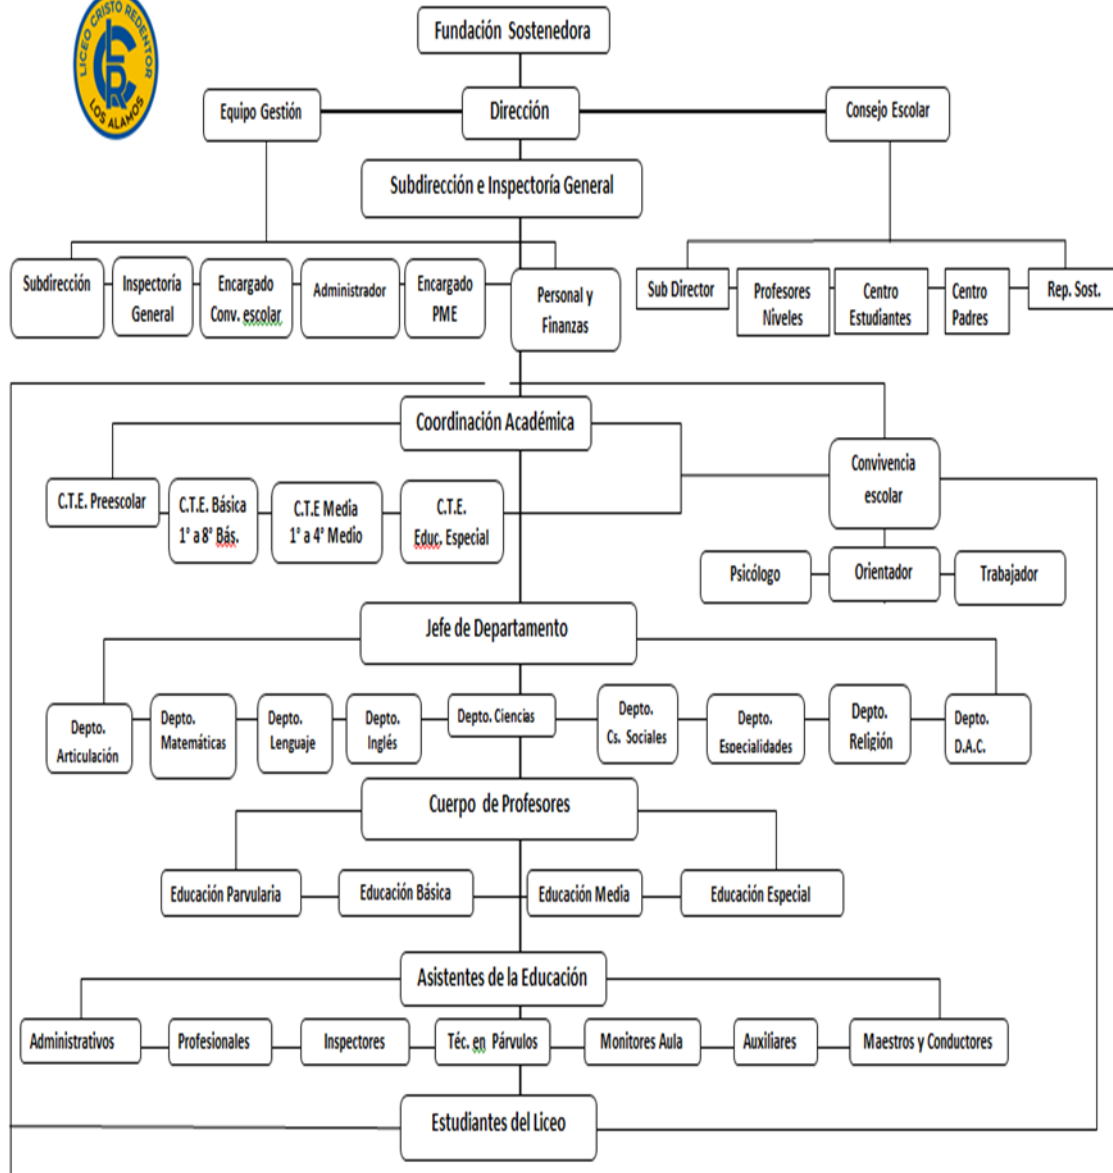 LICEO CRISTO REDENTOR
LOS ALAMOS
Fundación Sostenedora
Equipo Gestión
Dirección
Consejo Escolar
Subdirección e Inspectoría General
Subdirección
Inspectoría
General
Encargado
Conv. escolar
Administrador
Encargado
PME
Personal y
Finanzas
Sub Director
Profesores
Niveles
Centro
Estudiantes
Centro
Padres
Rep. Sost.
Coordinación Académica
Convivencia
escolar
C.T.E. Preescolar
C.T.E. Básica
1° a 8° Bás.
C.T.E Media
1° a 4° Medio
C.T.E.
Educ. Especial
Psicólogo
Orientador
Trabajador
Jefe de Departamento
Depto.
Articulación
Depto.
Matemáticas
Depto.
Lenguaje
Depto.
Inglés
Depto. Ciencias
Depto.
Cs. Sociales
Depto.
Especialidades
Depto.
Religión
Depto.
D.A.C.
Cuerpo de Profesores
Educación Parvularia
Educación Básica
Educación Media
Educación Especial
Asistentes de la Educación
Administrativos
Profesionales
Inspectores
Téc. en Párvulos
Monitores Aula
Auxiliares
Maestros y Conductores
Estudiantes del Liceo